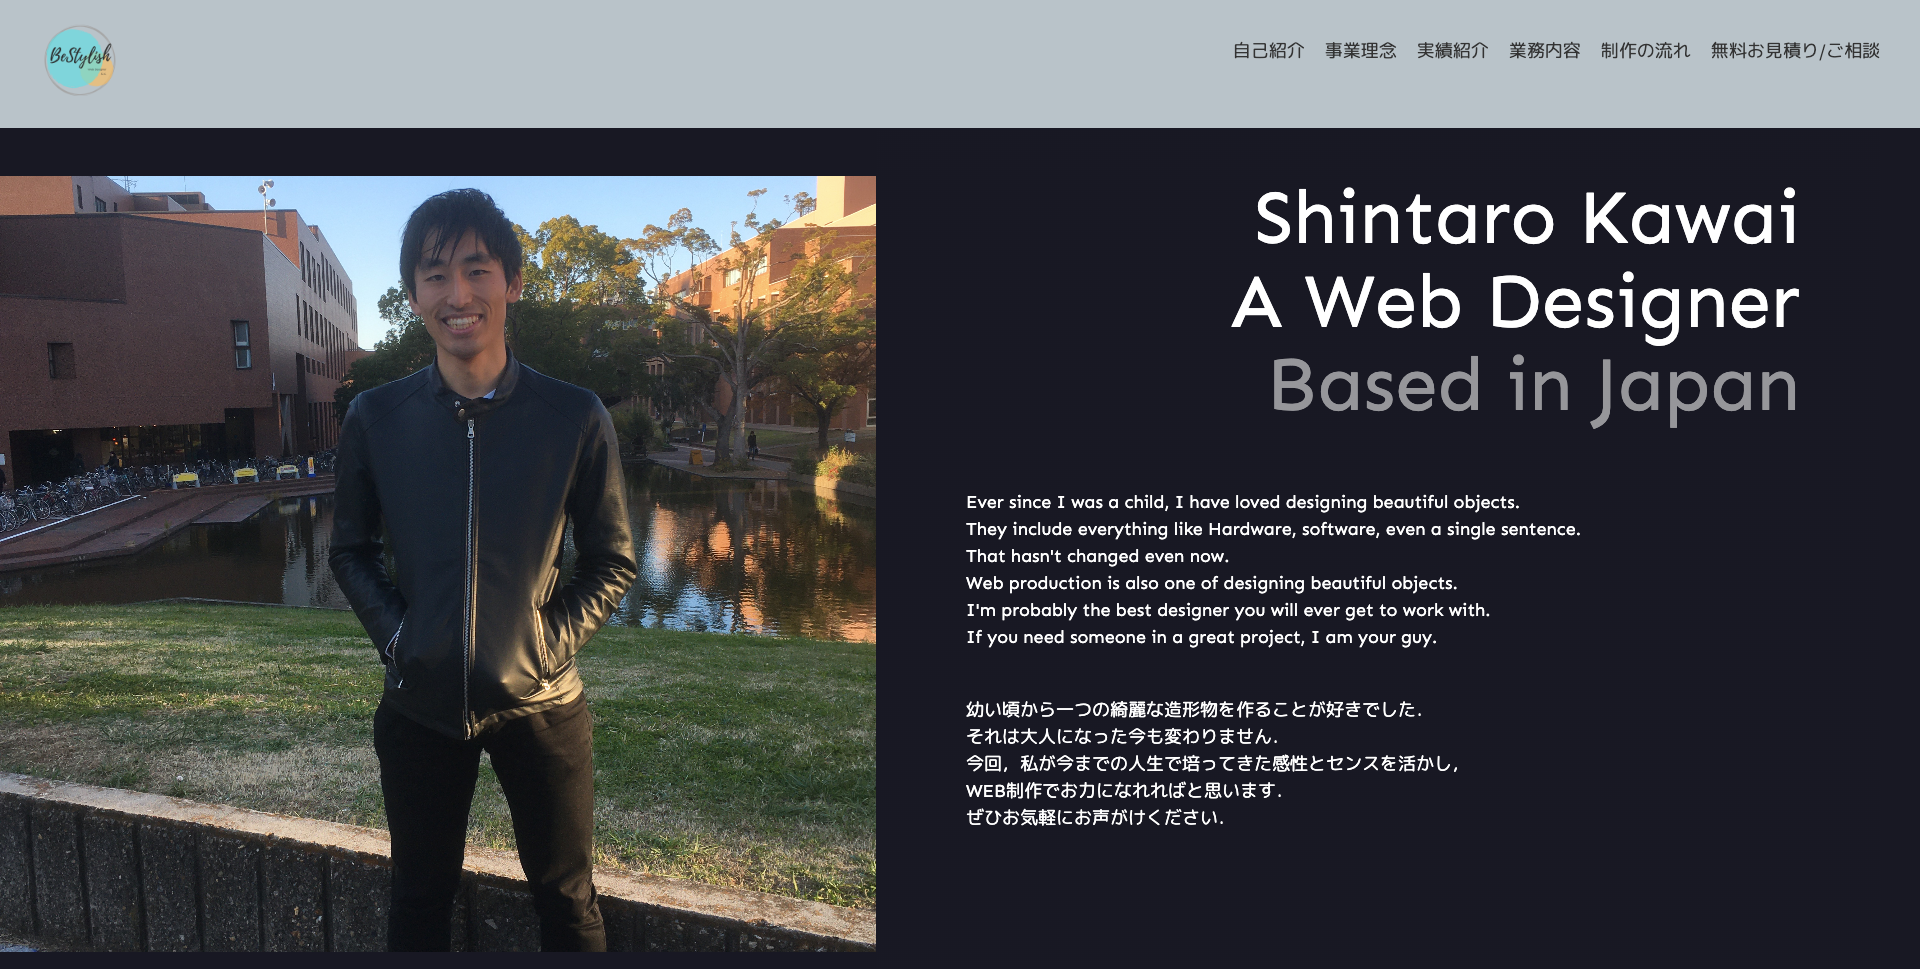 BeStylish
自己紹介 事業理念 実績紹介 業務内容 制作の流れ 無料お見積り/ご相談
Shintaro Kawai
A Web Designer
Based in Japan
Ever since I was a child, I have loved designing beautiful objects.
They include everything like Hardware, software, even a single sentence.
That hasn't changed even now.
Web production is also one of designing beautiful objects.
I'm probably the best designer you will ever get to work with.
If you need someone in a great project, I am your guy.
幼い頃から一つの綺麗な造形物を作ることが好きでした．
それは大人になった今も変わりません．
今回，私が今までの人生で培ってきた感性とセンスを活かし，
WEB制作でお力になれればと思います．
ぜひお気軽にお声がけください．